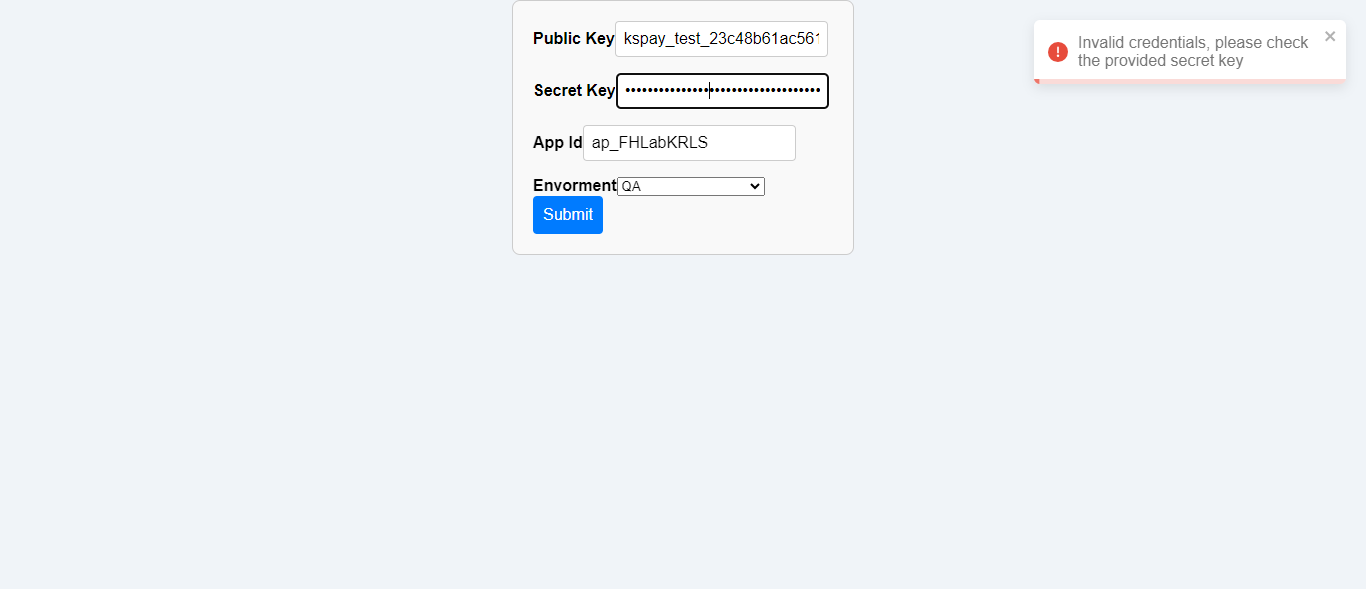 Public Key kspay_test_23c48b61ac561
Secret Key •••••••••••••••••••••••••••••••••••
App Id ap_FHLabKRLS
Envorment QA
Submit
Invalid credentials, please check
the provided secret key